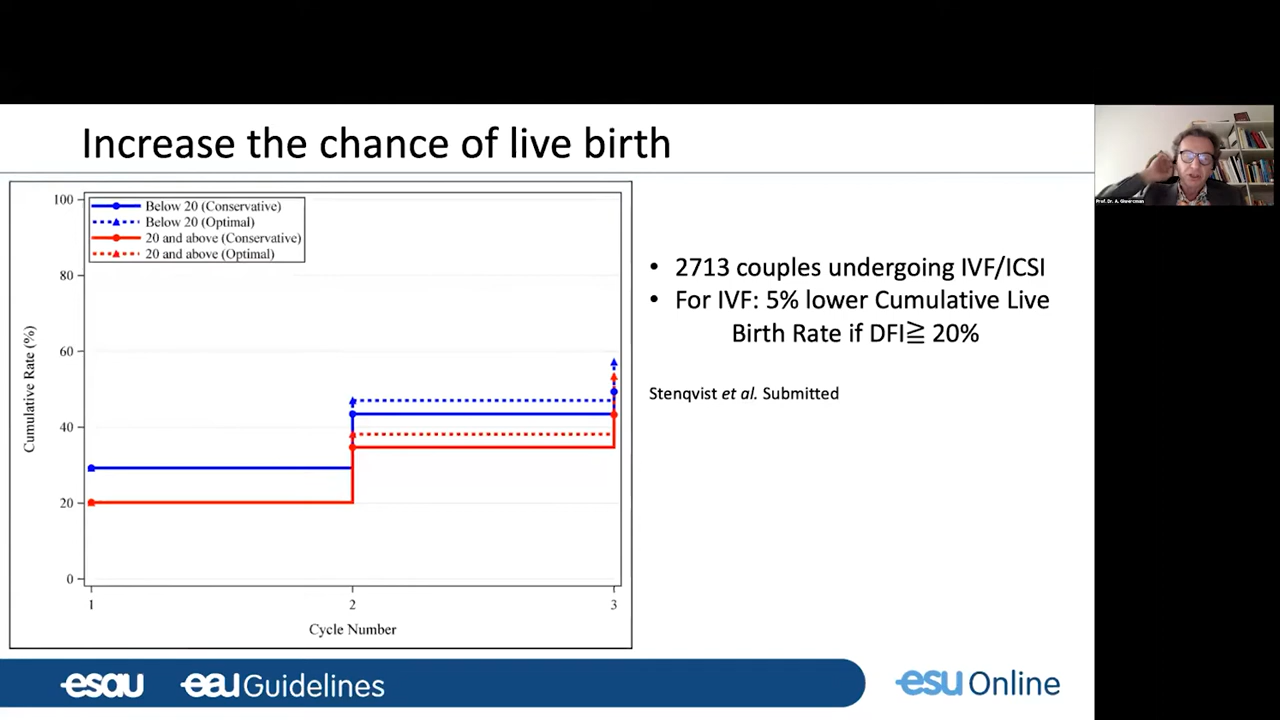 Increase the chance of live birth
100
80
60
40
20
0
Cumulative Rate (%)
Below 20 (Conservative)
Below 20 (Optimal)
20 and above (Conservative)
20 and above (Optimal)
1
2
3
Cycle Number
• 2713 couples undergoing IVF/ICSI
• For IVF: 5% lower Cumulative Live
Birth Rate if DFI≧ 20%
Stenqvist et al. Submitted
Prof. Dr. A. Giwercman
esau
eau Guidelines
esu Online